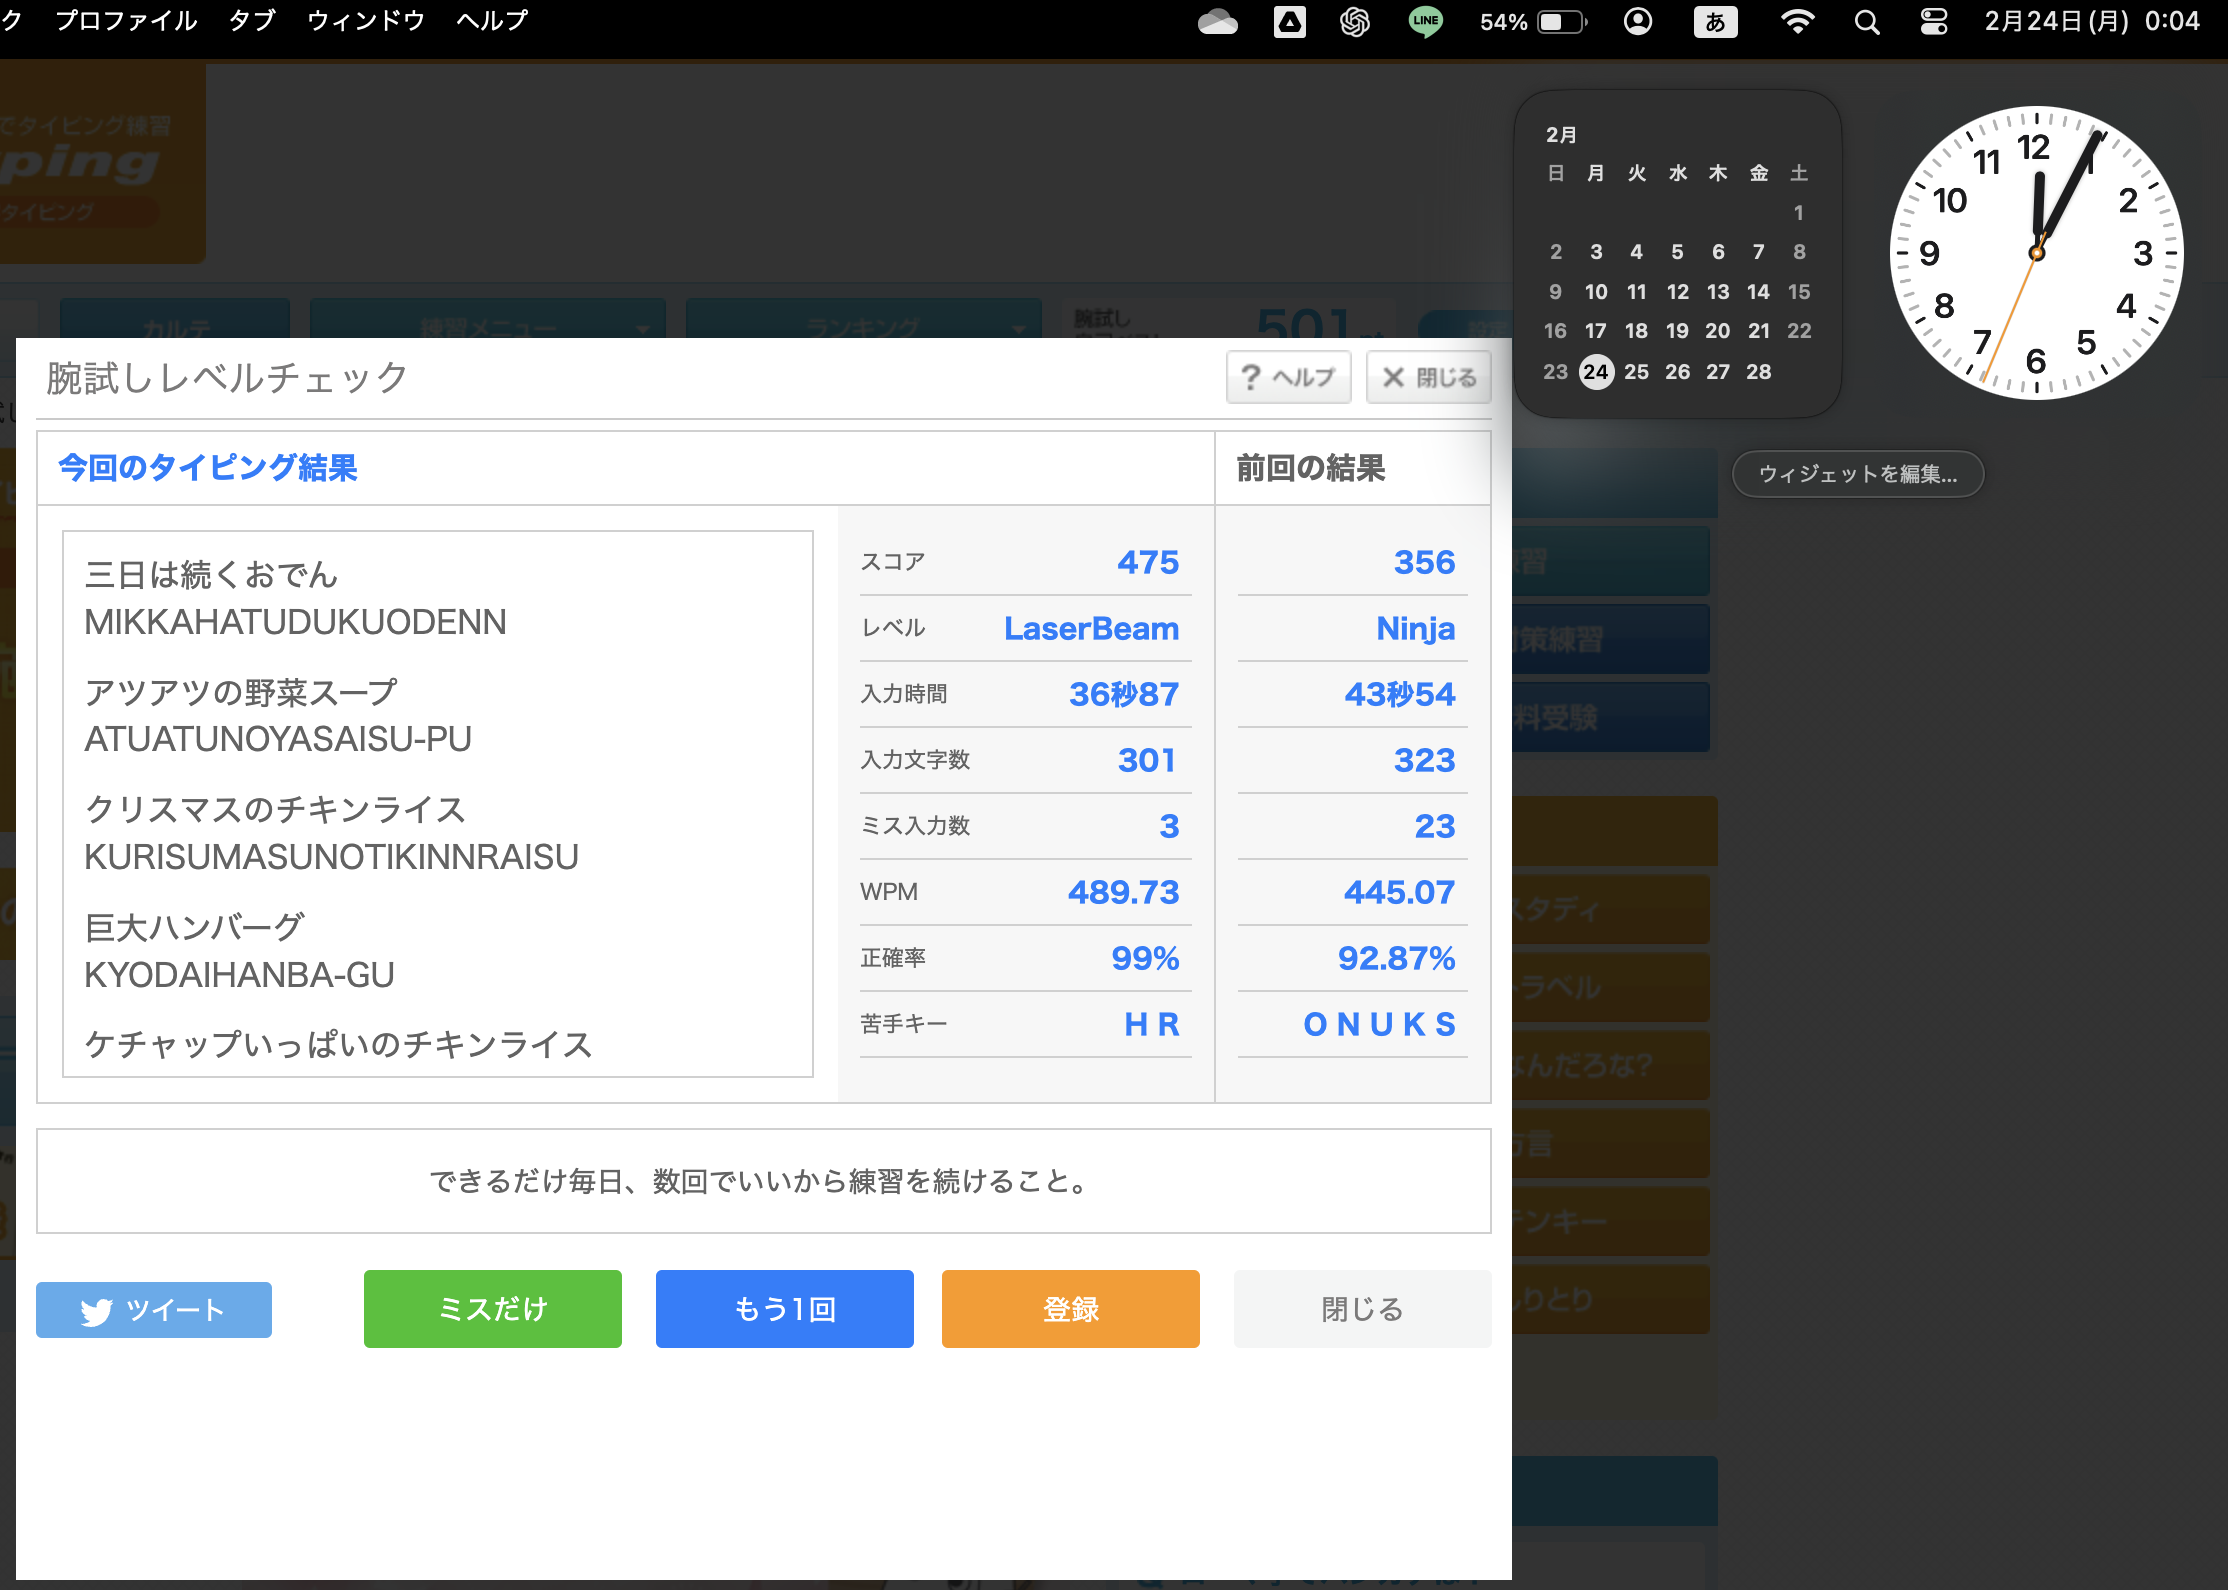 プロファイル タブ ウィンドウ ヘルプ
LINE 54% あ 2月24日(月) 0:04
でタイピング練習
ping
タイピング
2月
日 月 火 水 木 金 土
1
2 3 4 5 6 7 8
9 10 11 12 13 14 15
16 17 18 19 20 21 22
23 24 25 26 27 28
12 1 2 3 4 5 6 7 8 9 10 11
ウィジェットを編集...
カルテ 練習メニュー ランキング 腕試し 501 pt 設定
腕試しレベルチェック ? ヘルプ × 閉じる
今回のタイピング結果 前回の結果
三日は続くおでん
MIKKAHATUDUKUODENN
アツアツの野菜スープ
ATUATUNOYASAISU-PU
クリスマスのチキンライス
KURISUMASUNOTIKINNRAISU
巨大ハンバーグ
KYODAIHANBA-GU
ケチャップいっぱいのチキンライス
スコア 475 356
レベル LaserBeam Ninja
入力時間 36秒87 43秒54
入力文字数 301 323
ミス入力数 3 23
WPM 489.73 445.07
正確率 99% 92.87%
苦手キー H R O N U K S
できるだけ毎日、数回でいいから練習を続けること。
ツイート ミスだけ もう1回 登録 閉じる
習
策練習
料受験
スタディ
トラベル
なんだろな?
方言
テンキー
しりとり